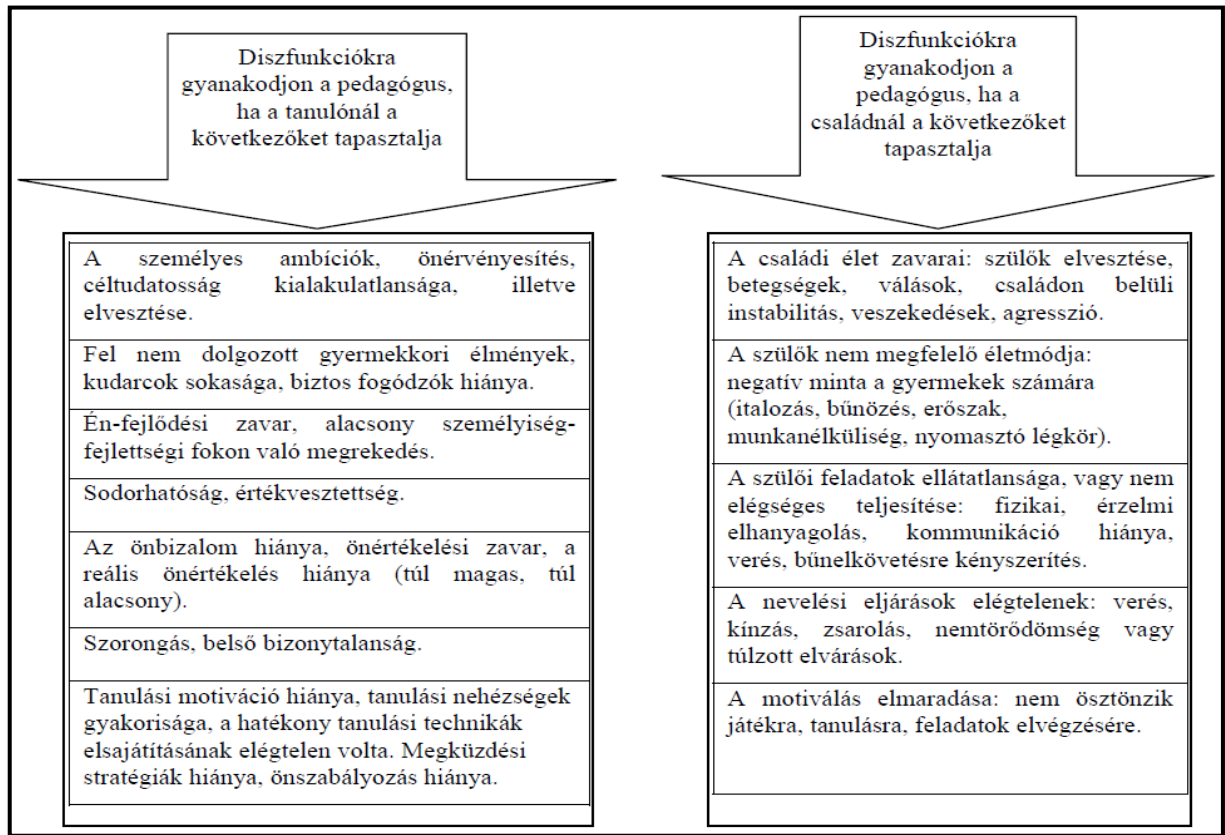 Diszfunkciókra
gyanakodjon a pedagógus,
ha a tanulónál a
következőket tapasztalja
A személyes ambíciók, önérvényesítés,
céltudatosság kialakulatlansága, illetve
elvesztése.
Fel nem dolgozott gyermekkori élmények,
kudarcok sokasága, biztos fogódzók hiánya.
Én-fejlődési zavar, alacsony személyiség-
fejlettségi fokon való megrekedés.
Sodorhatóság, értékvesztettség.
Az önbizalom hiánya, önértékelési zavar, a
reális önértékelés hiánya (túl magas, túl
alacsony).
Szorongás, belső bizonytalanság.
Tanulási motiváció hiánya, tanulási nehézségek
gyakorisága, a hatékony tanulási technikák
elsajátításának elégtelen volta. Megküzdési
stratégiák hiánya, önszabályozás hiánya.
Diszfunkciókra
gyanakodjon a
pedagógus, ha a
családnál a következőket
tapasztalja
A családi élet zavarai: szülők elvesztése,
betegségek, válások, családon belüli
instabilitás, veszekedések, agresszió.
A szülők nem megfelelő életmódja:
negatív minta a gyermekek számára
(italozás, bűnözés, erőszak,
munkanélküliség, nyomasztó légkör).
A szülői feladatok ellátatlansága, vagy nem
elégséges teljesítése: fizikai, érzelmi
elhanyagolás, kommunikáció hiánya,
verés, bűnelkövetésre kényszerítés.
A nevelési eljárások elégtelenek: verés,
kínzás, zsarolás, nemtörődömség vagy
túlzott elvárások.
A motiválás elmaradása: nem ösztönzik
játékra, tanulásra, feladatok elvégzésére.